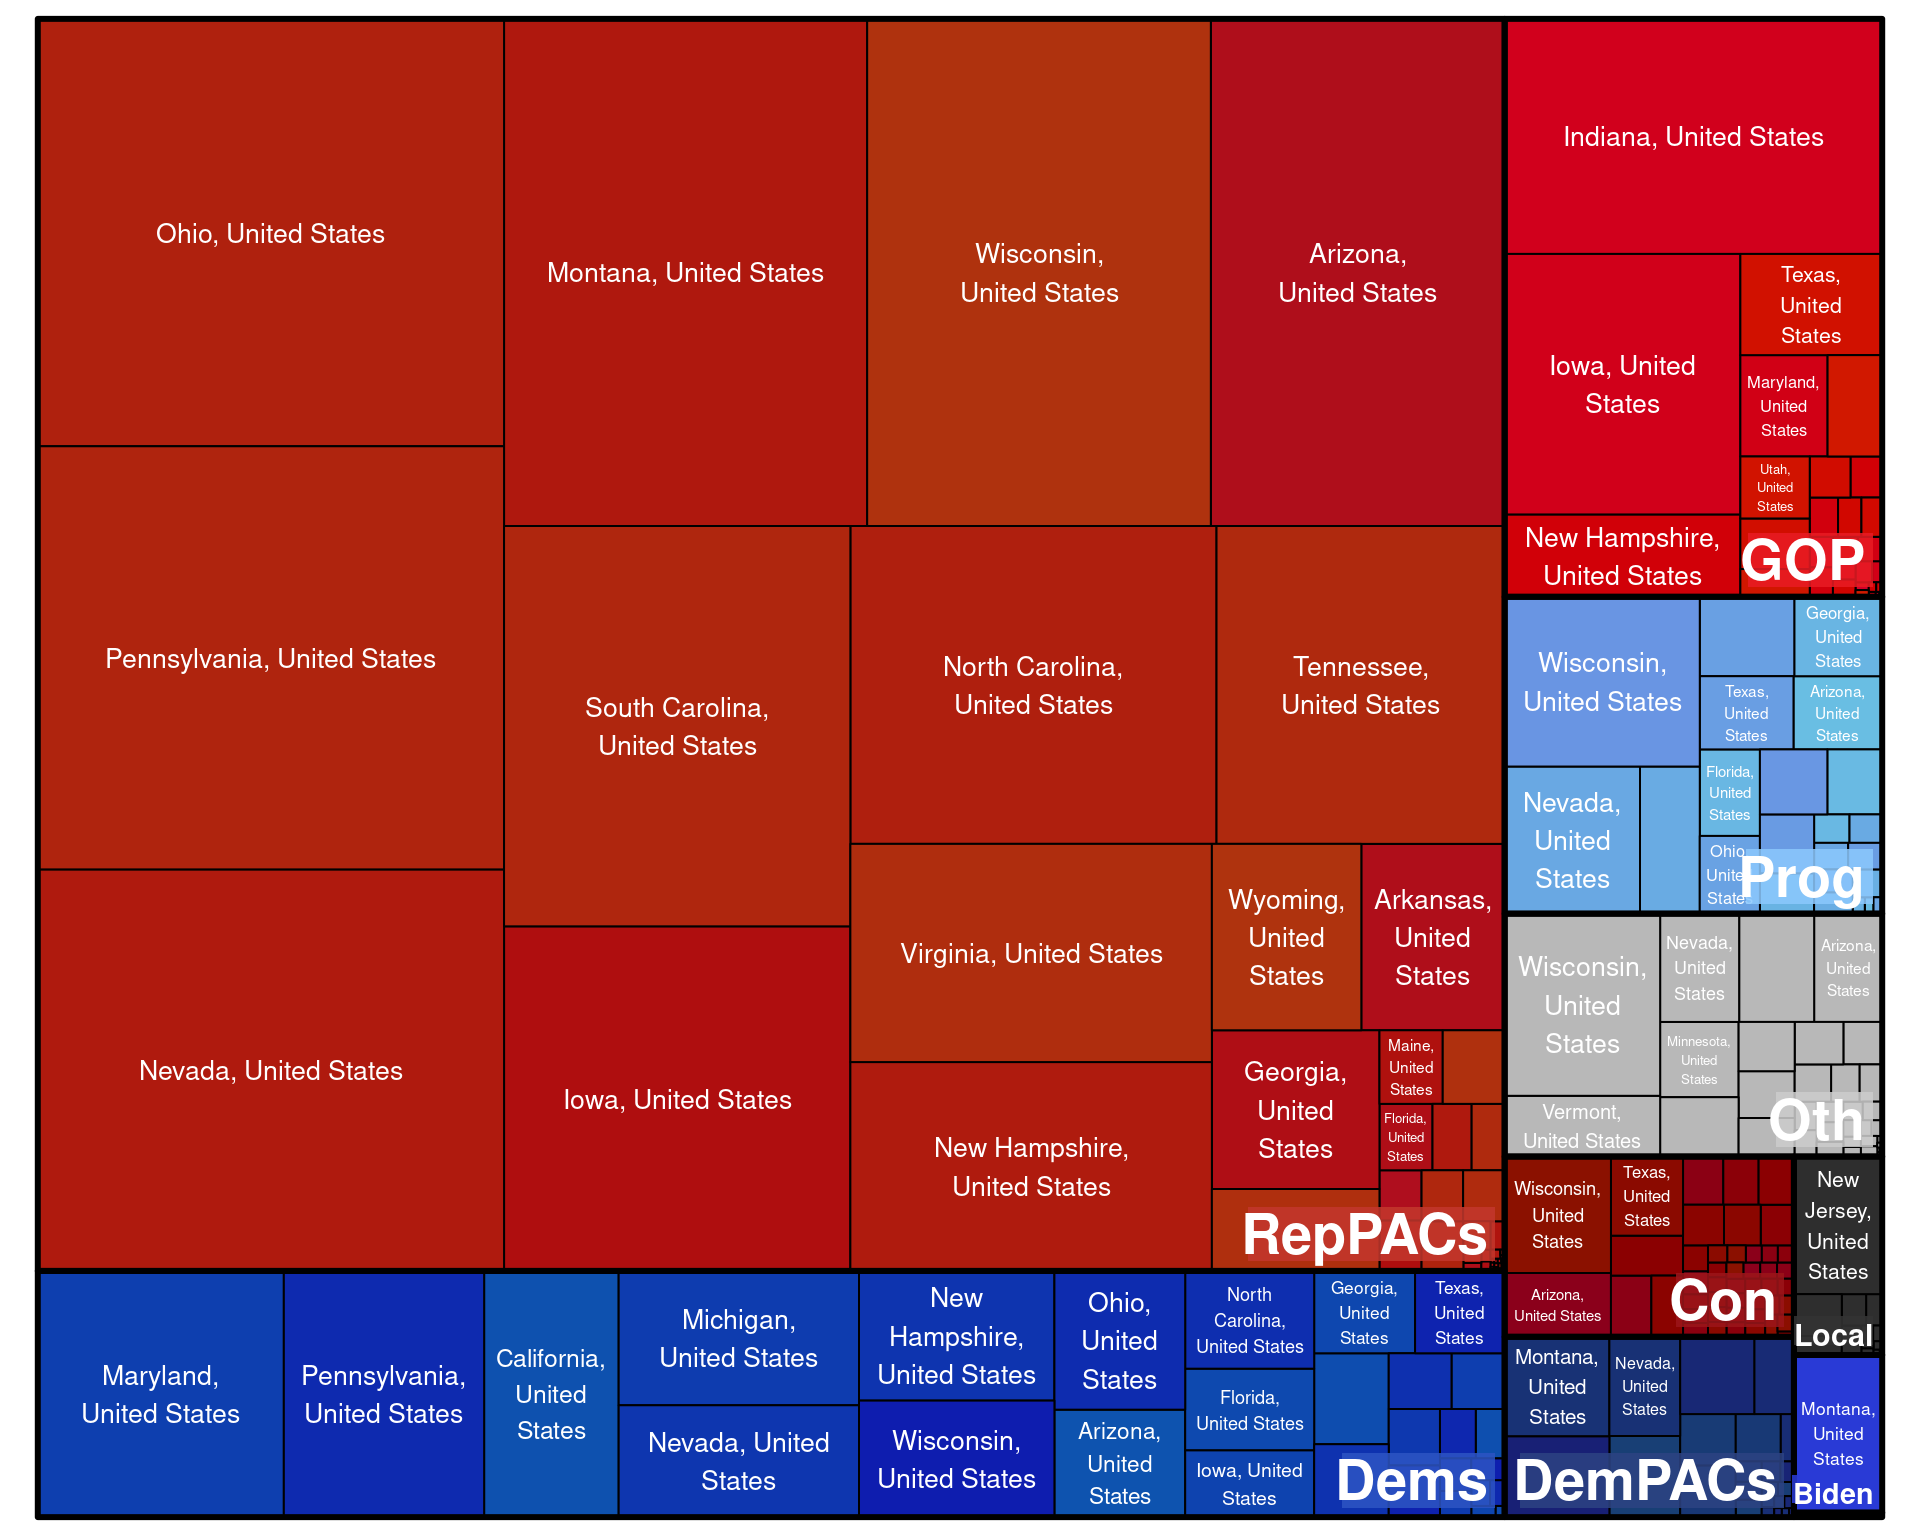 Ohio, United States
Pennsylvania, United States
Nevada, United States
Montana, United States
Wisconsin,
United States
Arizona,
United States
South Carolina,
United States
Iowa, United States
North Carolina,
United States
Tennessee,
United States
Virginia, United States
New Hampshire,
United States
Wyoming,
United
States
Arkansas,
United
States
Georgia,
United
States
Maine,
United
States
Florida,
United
States
RepPACs
Indiana, United States
Iowa, United
States
New Hampshire,
United States
Texas,
United
States
Maryland,
United
States
Utah,
United
States
GOP
Wisconsin,
United States
Nevada,
United
States
Georgia,
United
States
Texas,
United
States
Arizona,
United
States
Florida,
United
States
Ohio
Unite
State
Prog
Wisconsin,
United
States
Vermont,
United States
Nevada,
United
States
Minnesota,
United
States
Arizona,
United
States
Oth
Wisconsin,
United
States
Arizona,
United States
Texas,
United
States
Con
New
Jersey,
United
States
Local
Maryland,
United States
Pennsylvania,
United States
California,
United
States
Michigan,
United States
Nevada, United
States
New
Hampshire,
United States
Wisconsin,
United States
Ohio,
United
States
Arizona,
United
States
North
Carolina,
United States
Florida,
United States
Iowa, United
States
Georgia,
United
States
Texas,
United
States
Dems
Montana,
United
States
Nevada,
United
States
DemPACs
Montana,
United
States
Biden